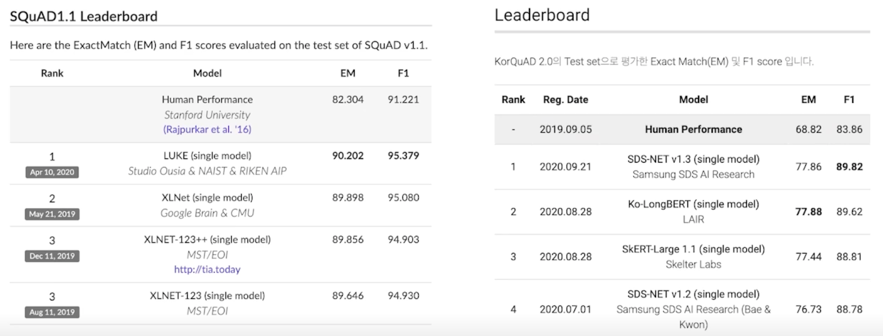 SQuAD1.1 Leaderboard
Here are the ExactMatch (EM) and F1 scores evaluated on the test set of SQuAD v1.1.
Rank Model EM F1
Human Performance 82.304 91.221
Stanford University
(Rajpurkar et al. '16)
1 LUKE (single model) 90.202 95.379
Apr 10, 2020 Studio Ousia & NAIST & RIKEN AIP
2 XLNet (single model) 89.898 95.080
May 21, 2019 Google Brain & CMU
3 XLNET-123++ (single model) 89.856 94.903
Dec 11, 2019 MST/EOI
http://tia.today
3 XLNET-123 (single model) 89.646 94.930
Aug 11, 2019 MST/EOI
Leaderboard
KorQuAD 2.0의 Test set으로 평가한 Exact Match(EM) 및 F1 score 입니다.
Rank Reg. Date Model EM F1
- 2019.09.05 Human Performance 68.82 83.86
1 2020.09.21 SDS-NET v1.3 (single model) 77.86 89.82
Samsung SDS AI Research
2 2020.08.28 Ko-LongBERT (single model) 77.88 89.62
LAIR
3 2020.08.28 SkERT-Large 1.1 (single model) 77.44 88.81
Skelter Labs
4 2020.07.01 SDS-NET v1.2 (single model) 76.73 88.78
Samsung SDS AI Research (Bae &
Kwon)